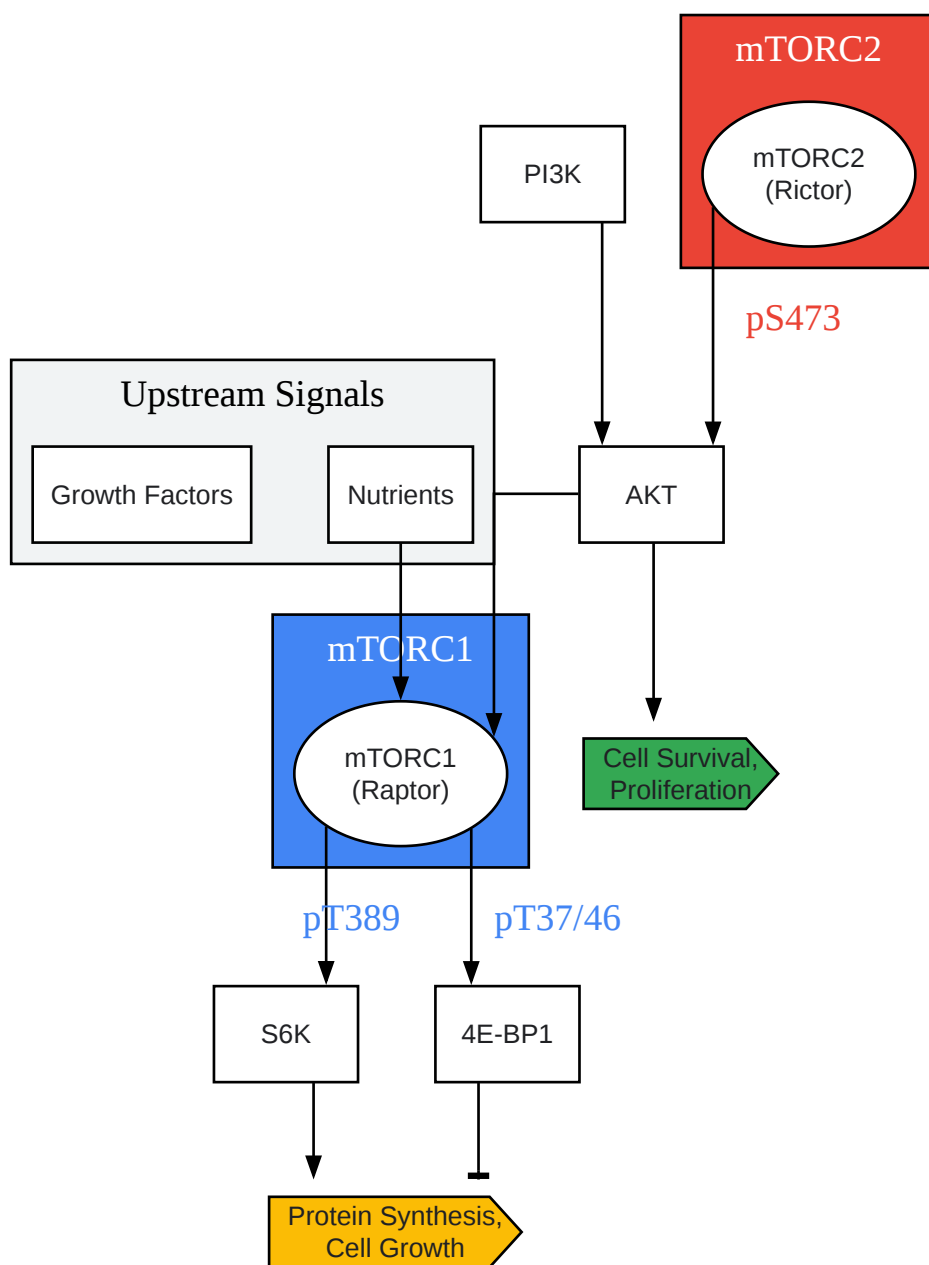 mTORC2
mTORC2
(Rictor)
PI3K
pS473
Upstream Signals
Growth Factors
Nutrients
AKT
mTORC1
mTORC1
(Raptor)
Cell Survival,
Proliferation
pT389
pT37/46
S6K
4E-BP1
Protein Synthesis,
Cell Growth